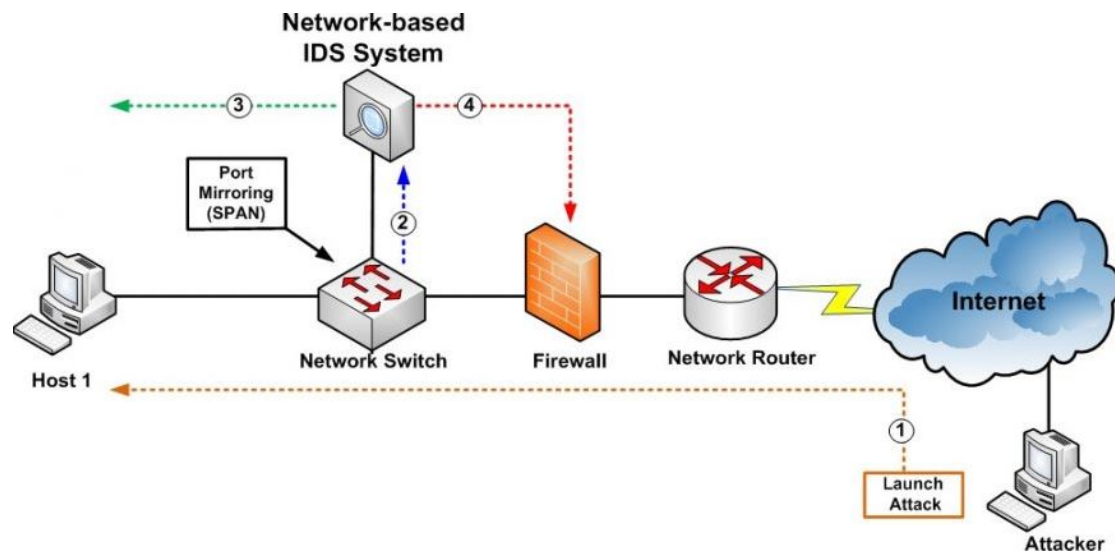 Network-based
IDS System
3
4
Port
Mirroring
(SPAN)
2
Internet
Network Switch
Firewall
Network Router
Host 1
1
Launch
Attack
Attacker